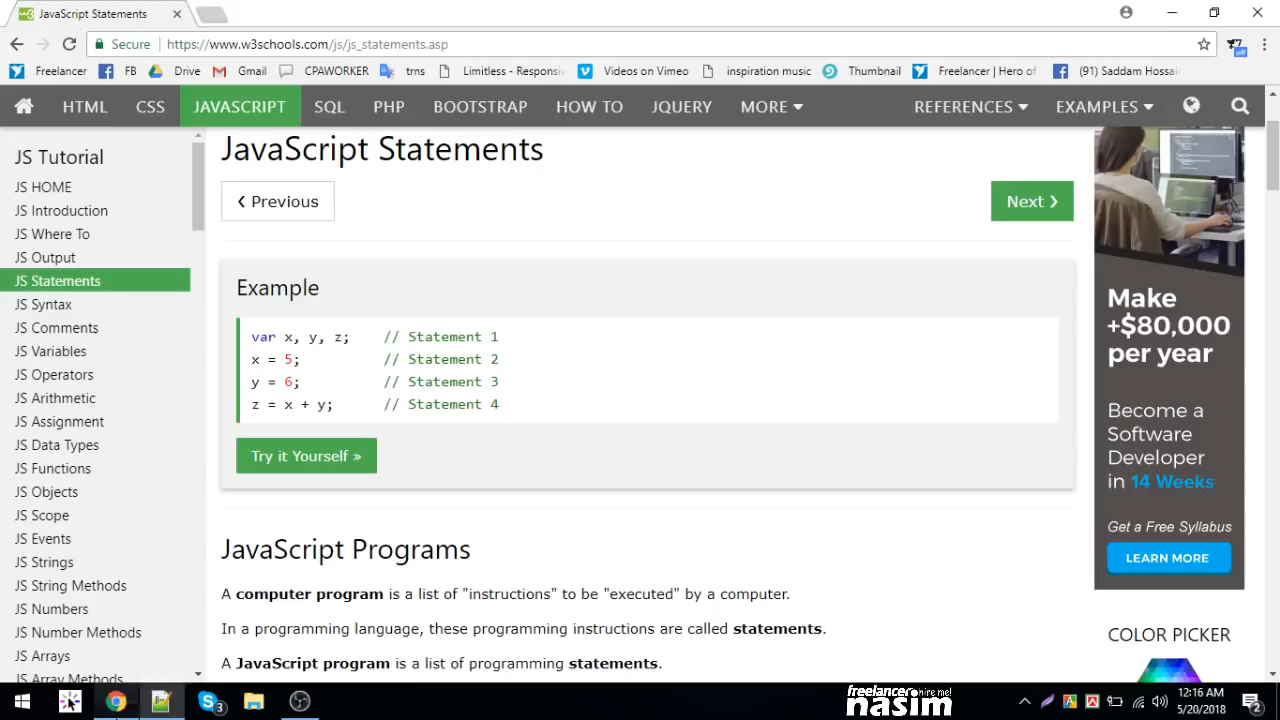 JavaScript Statements
Secure https://www.w3schools.com/js/js_statements.asp
Freelancer FB Drive Gmail CPAWORKER trns Limitless - Responsi Videos on Vimeo inspiration music Thumbnail Freelancer | Hero of (91) Saddam Hossai
HTML CSS JAVASCRIPT SQL PHP BOOTSTRAP HOW TO JQUERY MORE REFERENCES EXAMPLES
JS Tutorial
JS HOME
JS Introduction
JS Where To
JS Output
JS Statements
JS Syntax
JS Comments
JS Variables
JS Operators
JS Arithmetic
JS Assignment
JS Data Types
JS Functions
JS Objects
JS Scope
JS Events
JS Strings
JS String Methods
JS Numbers
JS Number Methods
JS Arrays
JS Array Methods
JavaScript Statements
❮ Previous
Next ❯
Example
var x, y, z; // Statement 1
x = 5; // Statement 2
y = 6; // Statement 3
z = x + y; // Statement 4
Try it Yourself »
JavaScript Programs
A computer program is a list of "instructions" to be "executed" by a computer.
In a programming language, these programming instructions are called statements.
A JavaScript program is a list of programming statements.
Make
+$80,000
per year
Become a
Software
Developer
in 14 Weeks
Get a Free Syllabus
LEARN MORE
COLOR PICKER
3
freelancer hire me!
nasim
12:16 AM
5/20/2018
2